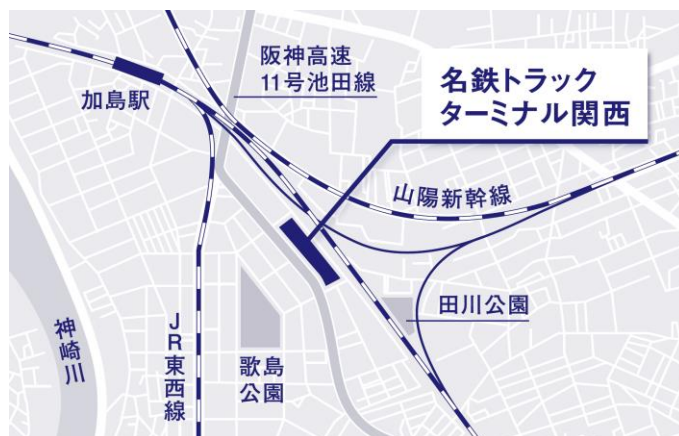 阪神高速
11号池田線
名鉄トラック
ターミナル関西
加島駅
山陽新幹線
田川公園
神崎川
JR東西線
歌島
公園